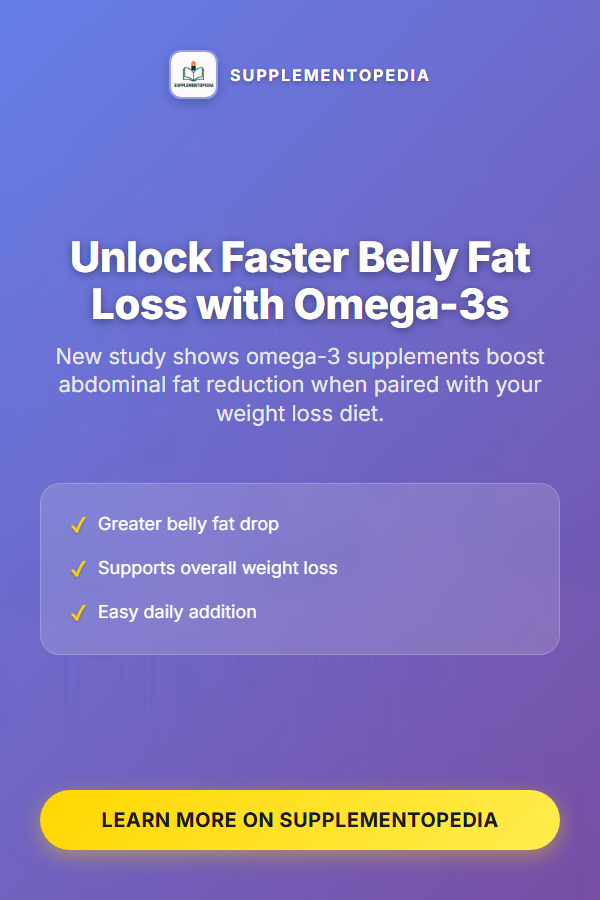 SUPPLEMENTOPEDIA
SUPPLEMENTOPEDIA
Unlock Faster Belly Fat
Loss with Omega-3s
New study shows omega-3 supplements boost
abdominal fat reduction when paired with your
weight loss diet.
Greater belly fat drop
Supports overall weight loss
Easy daily addition
LEARN MORE ON SUPPLEMENTOPEDIA